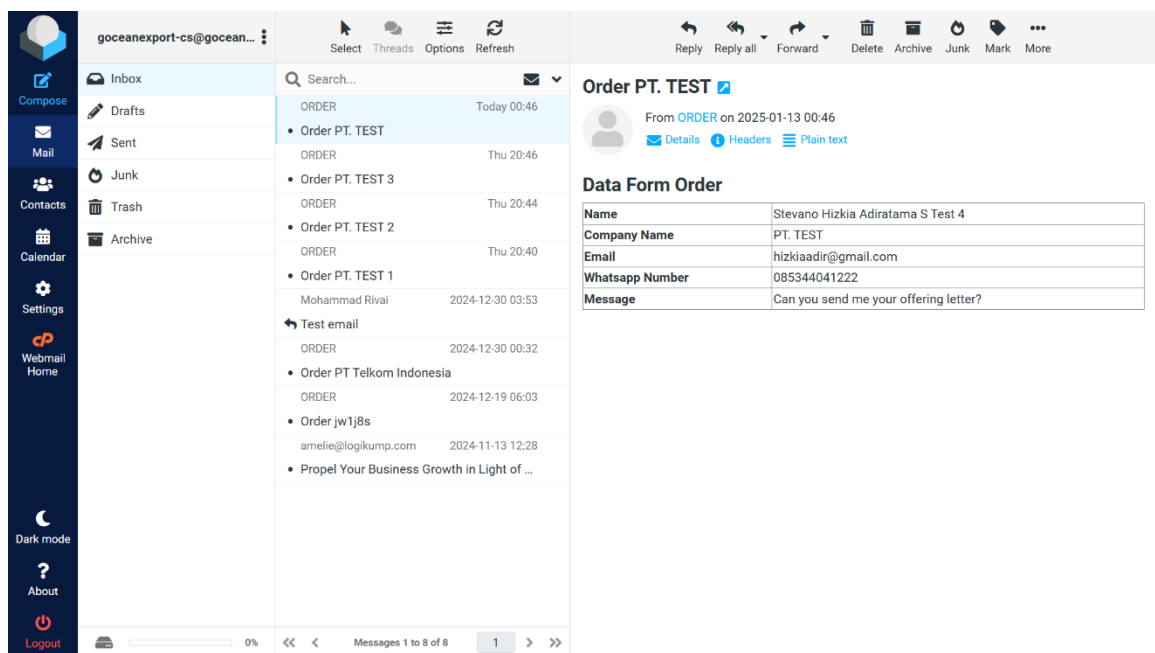 goceanexport-cs@gocean...
Select Threads Options Refresh
Reply Reply all Forward Delete Archive Junk Mark More
Compose
Mail
Contacts
Calendar
Settings
cP
Webmail
Home
Dark mode
?
About
Logout
Inbox
Drafts
Sent
Junk
Trash
Archive
0%
Search...
ORDER Today 00:46
• Order PT. TEST
ORDER Thu 20:46
• Order PT. TEST 3
ORDER Thu 20:44
• Order PT. TEST 2
ORDER Thu 20:40
• Order PT. TEST 1
Mohammad Rivai 2024-12-30 03:53
Test email
ORDER 2024-12-30 00:32
• Order PT Telkom Indonesia
ORDER 2024-12-19 06:03
• Order jw1j8s
amelie@logikump.com 2024-11-13 12:28
• Propel Your Business Growth in Light of ...
Messages 1 to 8 of 8 1
Order PT. TEST
From ORDER on 2025-01-13 00:46
Details Headers Plain text
Data Form Order
Name Stevano Hizkia Adiratama S Test 4
Company Name PT. TEST
Email hizkiaadir@gmail.com
Whatsapp Number 085344041222
Message Can you send me your offering letter?